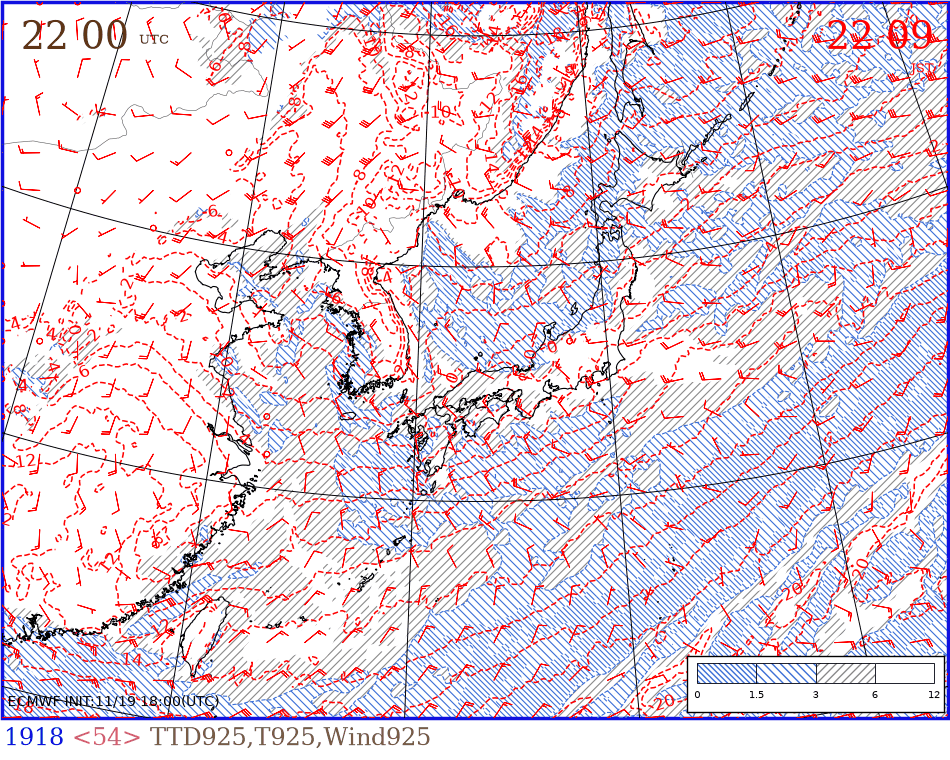 22 00 UTC
22 09
JST
ECMWF INIT:11/19 18:00(UTC)
0 1.5 3 6 12
1918 <54> TTD925,T925,Wind925